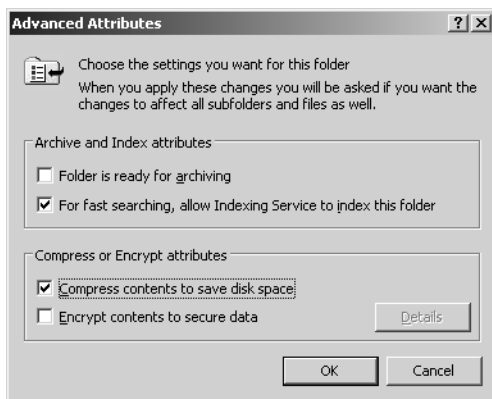 Advanced Attributes
Choose the settings you want for this folder
When you apply these changes you will be asked if you want the
changes to affect all subfolders and files as well.
Archive and Index attributes
Folder is ready for archiving
For fast searching, allow Indexing Service to index this folder
Compress or Encrypt attributes
Compress contents to save disk space
Encrypt contents to secure data
Details
OK
Cancel